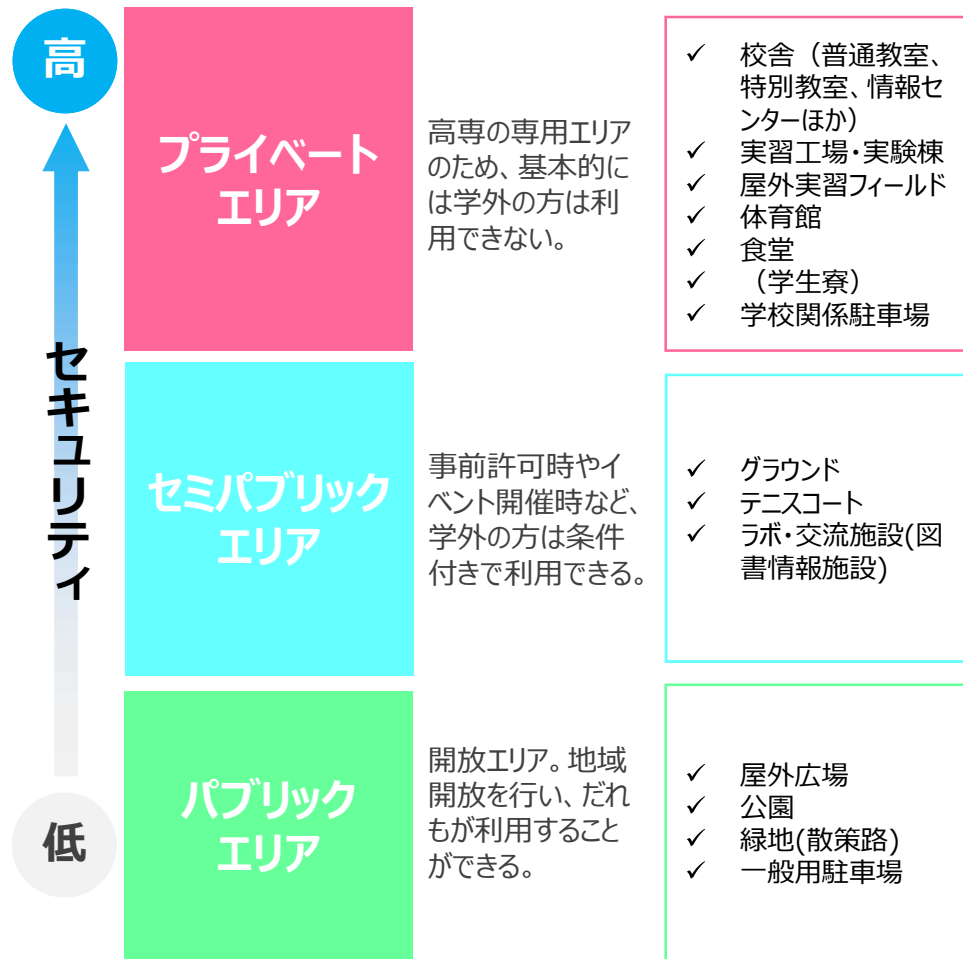 高
セキュリティ
低
プライベート
エリア
高専の専用エリア
のため、基本的に
は学外の方は利
用できない。
✓ 校舎（普通教室、
特別教室、情報セ
ンターほか）
✓ 実習工場・実験棟
✓ 屋外実習フィールド
✓ 体育館
✓ 食堂
✓ （学生寮）
✓ 学校関係駐車場
セミパブリック
エリア
事前許可時やイ
ベント開催時など、
学外の方は条件
付きで利用できる。
✓ グラウンド
✓ テニスコート
✓ ラボ・交流施設(図
書情報施設)
パブリック
エリア
開放エリア。地域
開放を行い、だれ
もが利用すること
ができる。
✓ 屋外広場
✓ 公園
✓ 緑地(散策路)
✓ 一般用駐車場